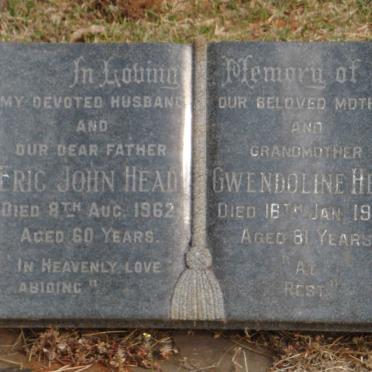 In Loving
MY DEVOTED HUSBAND
AND
OUR DEAR FATHER
ERIC JOHN HEAD
DIED 8TH AUG. 1962
AGED 60 YEARS.
"IN HEAVENLY LOVE
ABIDING"
Memory of
OUR BELOVED
AND
GRANDMOTHER
GWENDOLINE
DIED 16TH JAN.
AGED 81 YEARS
"AT
REST"